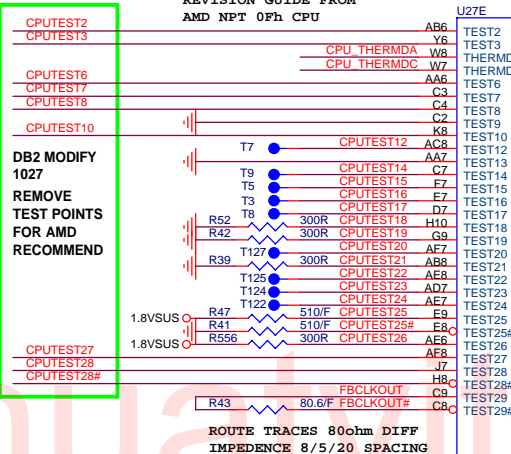 REVISION GUIDE FROM
AMD NPT 0Fh CPU
U27E
CPUTEST2 AB6 TEST2
CPUTEST3 Y6 TEST3
CPU_THERMDA W8 THERMD
CPU_THERMDC W7 THERMD
CPUTEST6 AA6 TEST6
CPUTEST7 C3 TEST7
CPUTEST8 C4 TEST8
C2 TEST9
CPUTEST10 K8 TEST10
T7 CPUTEST12 AC8 TEST12
AA7 TEST13
T9 CPUTEST14 C7 TEST14
T5 CPUTEST15 F7 TEST15
T3 CPUTEST16 E7 TEST16
T8 CPUTEST17 D7 TEST17
R52 300R CPUTEST18 H10 TEST18
R42 300R CPUTEST19 G9 TEST19
T127 CPUTEST20 AF7 TEST20
R39 300R CPUTEST21 AB8 TEST21
T125 CPUTEST22 AE8 TEST22
T124 CPUTEST23 AD7 TEST23
T122 CPUTEST24 AE7 TEST24
1.8VSUS R47 510/F CPUTEST25 E9 TEST25
R41 510/F CPUTEST25# E8 TEST25#
1.8VSUS R556 300R CPUTEST26 AE6 TEST26
CPUTEST27 AF8 TEST27
CPUTEST28 J7 TEST28
CPUTEST28# H8 TEST28#
FBCLKOUT C9 TEST29
R43 80.6/F FBCLKOUT# C8 TEST29#
DB2 MODIFY
1027
REMOVE
TEST POINTS
FOR AMD
RECOMMEND
ROUTE TRACES 80ohm DIFF
IMPEDENCE 8/5/20 SPACING